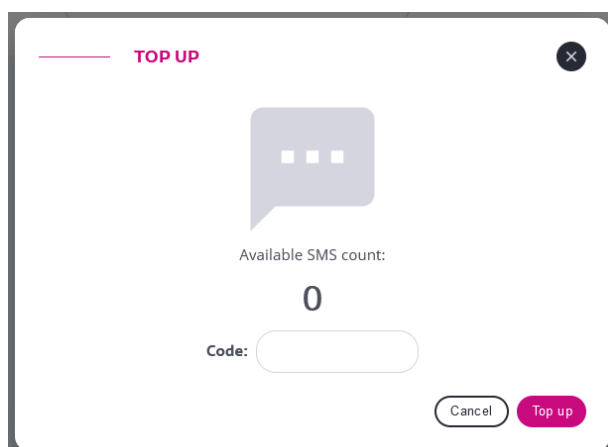 TOP UP
Available SMS count:
0
Code:
Cancel Top up